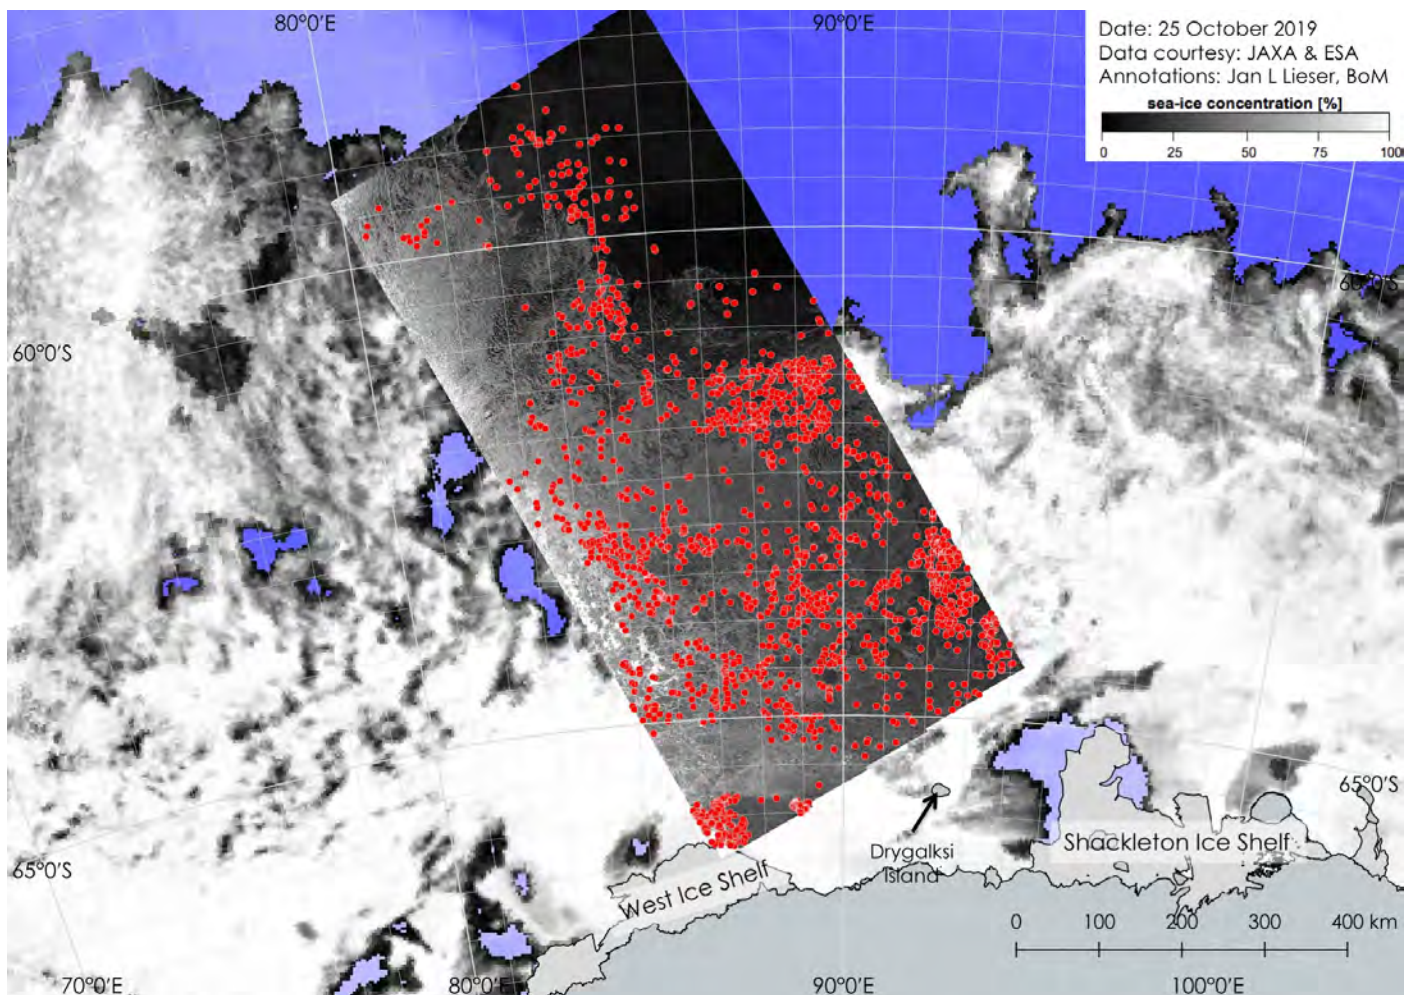 80°0'E
90°0'E
Date: 25 October 2019
Data courtesy: JAXA & ESA
Annotations: Jan L Lieser, BoM
sea-ice concentration [%]
0 25 50 75 100
60°0'S
60°0'S
65°0'S
Drygalksi
Island
Shackleton Ice Shelf
65°0'S
West Ice Shelf
0 100 200 300 400 km
70°0'E
80°0'E
90°0'E
100°0'E